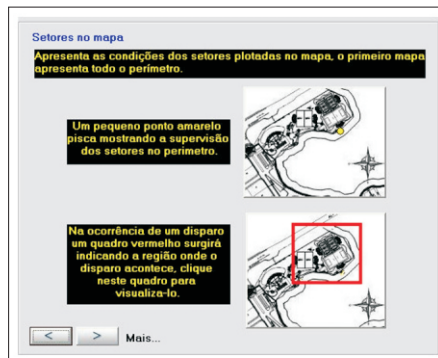 Setores no mapa
Apresenta as condições dos setores plotadas no mapa, o primeiro mapa
apresenta todo o perímetro.
Um pequeno ponto amarelo
pisca mostrando a supervisão
dos setores no perimetro.
Na ocorrência de um disparo
um quadro vermelho surgirá
indicando a região onde o
disparo acontece, clique
neste quadro para
visualiza-lo.
< > Mais...